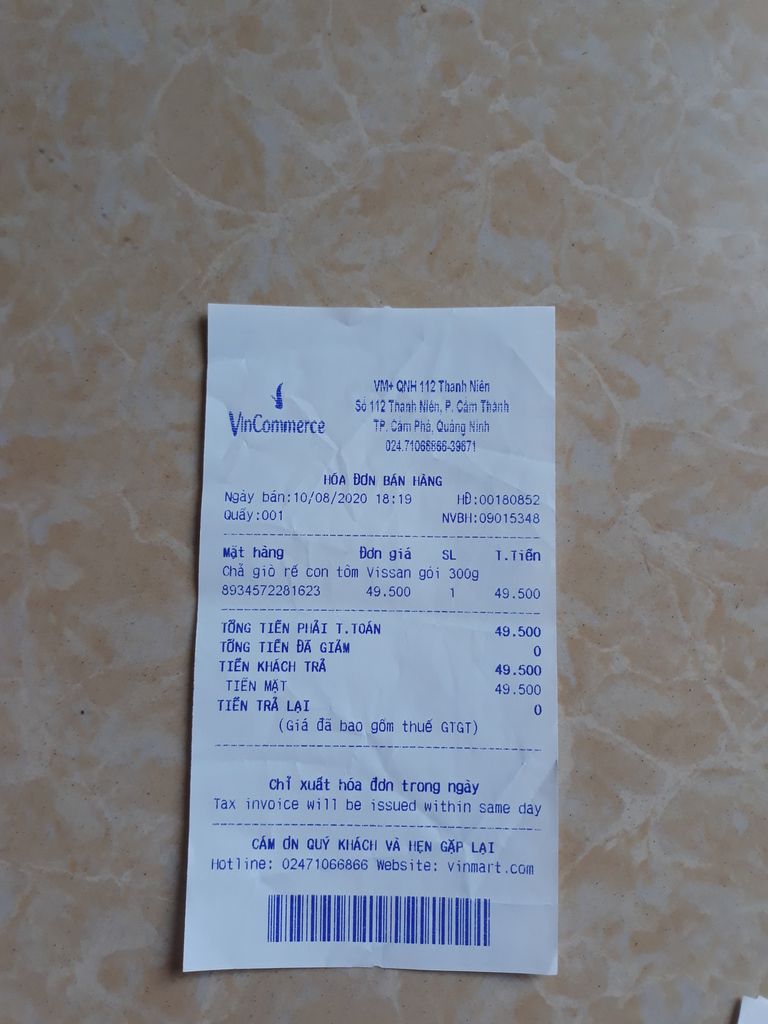 VinCommerce
VM+ QNH 112 Thanh Niên
Số 112 Thanh Niên, P. Cẩm Thành
TP. Cẩm Phả, Quảng Ninh
024.71066866-39671
HÓA ĐƠN BÁN HÀNG
Ngày bán:10/08/2020 18:19 HĐ:00180852
Quầy:001 NVBH:09015348
Mặt hàng Đơn giá SL T.Tiền
Chả giò rế con tôm Vissan gói 300g
8934572281623 49.500 1 49.500
TỔNG TIỀN PHẢI T.TOÁN 49.500
TỔNG TIỀN ĐÃ GIẢM 0
TIỀN KHÁCH TRẢ 49.500
TIỀN MẶT 49.500
TIỀN TRẢ LẠI 0
(Giá đã bao gồm thuế GTGT)
Chỉ xuất hóa đơn trong ngày
Tax invoice will be issued within same day
CẢM ƠN QUÝ KHÁCH VÀ HẸN GẶP LẠI
Hotline: 02471066866 Website: vinmart.com